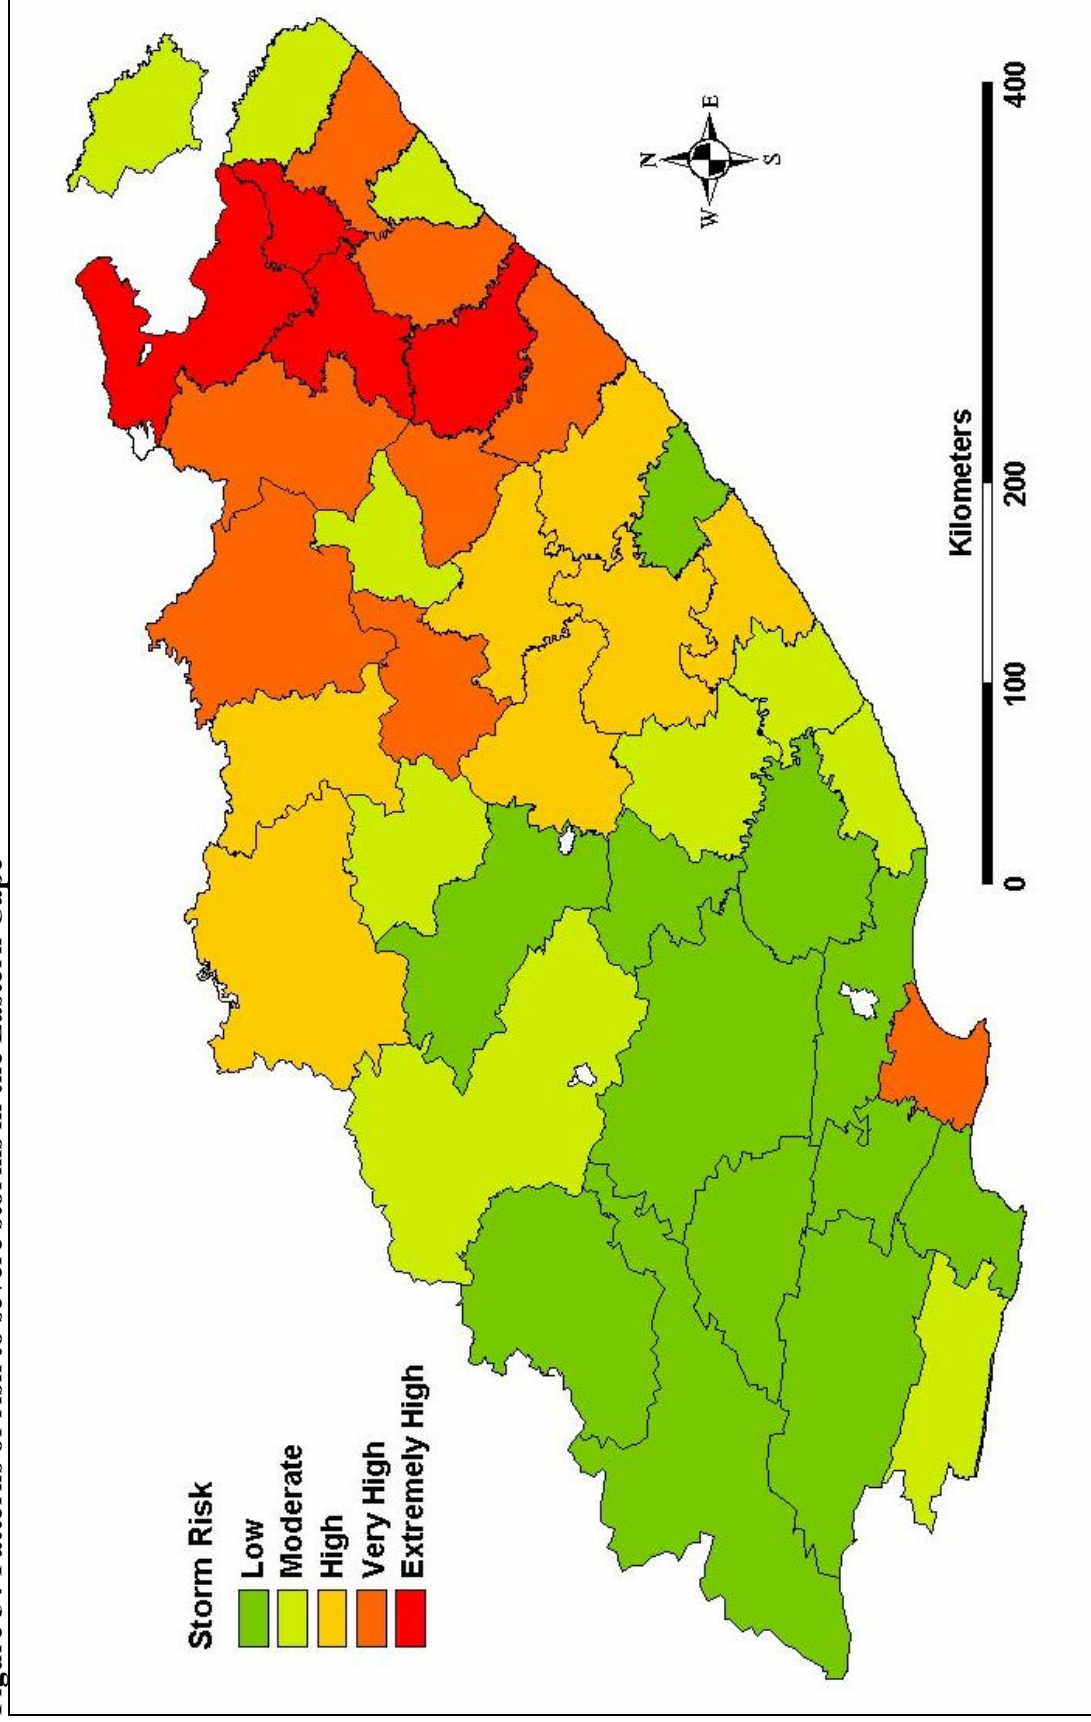 Storm Risk
Low
Moderate
High
Very High
Extremely High
N
W
E
S
Kilometers
0
100
200
400